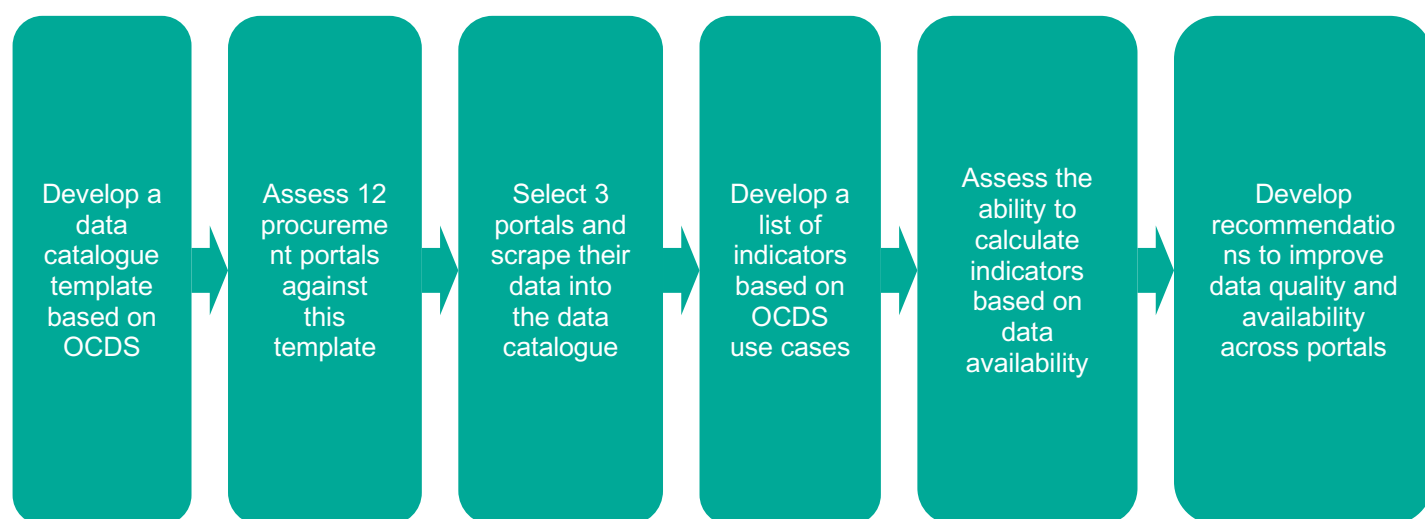 Develop a
data
catalogue
template
based on
OCDS
Assess 12
procureme
nt portals
against
this
template
Select 3
portals and
scrape their
data into
the data
catalogue
Develop a
list of
indicators
based on
OCDS
use cases
Assess the
ability to
calculate
indicators
based on
data
availability
Develop
recommendatio
ns to improve
data quality and
availability
across portals